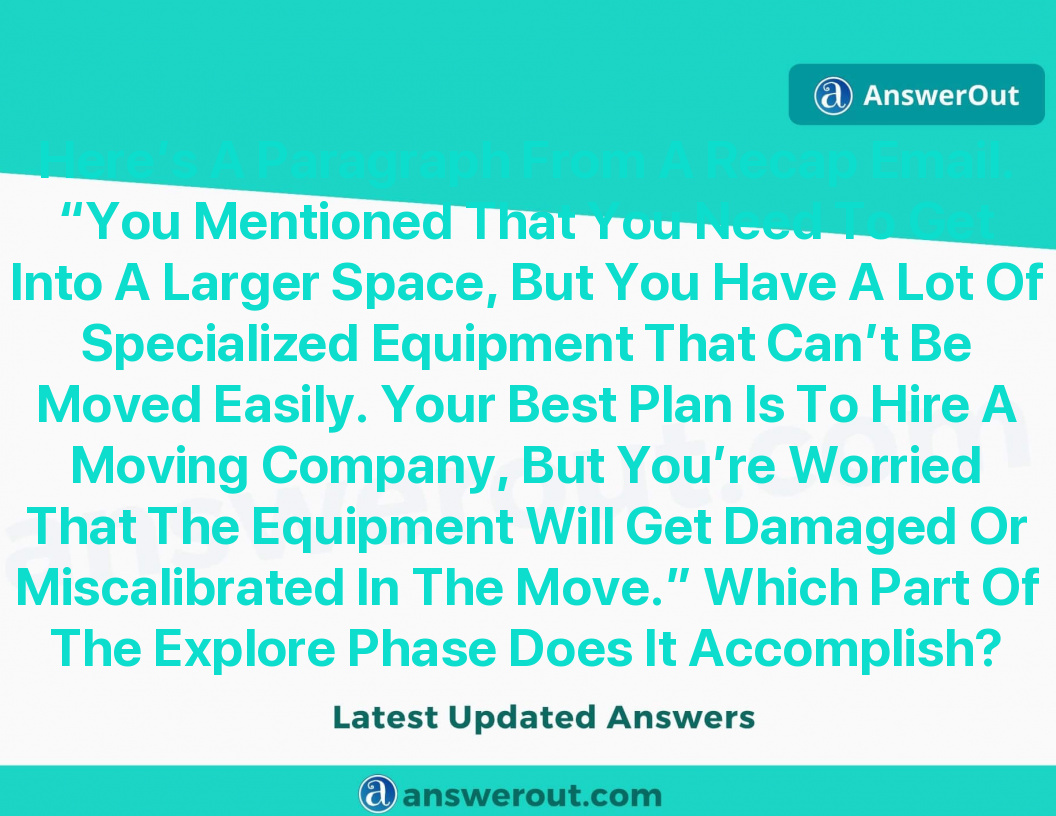 AnswerOut
Here's A Paragraph From A Recap Email.
“You Mentioned That You Need To Get
Into A Larger Space, But You Have A Lot Of
Specialized Equipment That Can’t Be
Moved Easily. Your Best Plan Is To Hire A
Moving Company, But You’re Worried
That The Equipment Will Get Damaged Or
Miscalibrated In The Move.” Which Part Of
The Explore Phase Does It Accomplish?
answerout.com
Latest Updated Answers
answerout.com